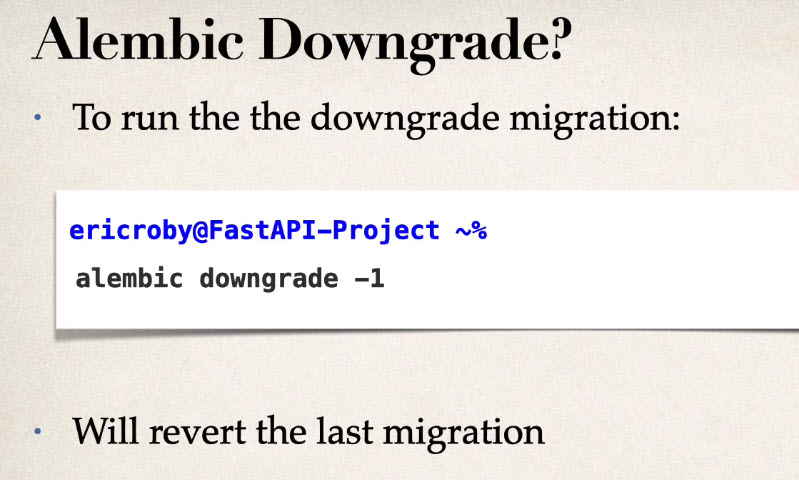 Alembic Downgrade?
• To run the the downgrade migration:
ericroby@FastAPI-Project ~%
alembic downgrade -1
• Will revert the last migration